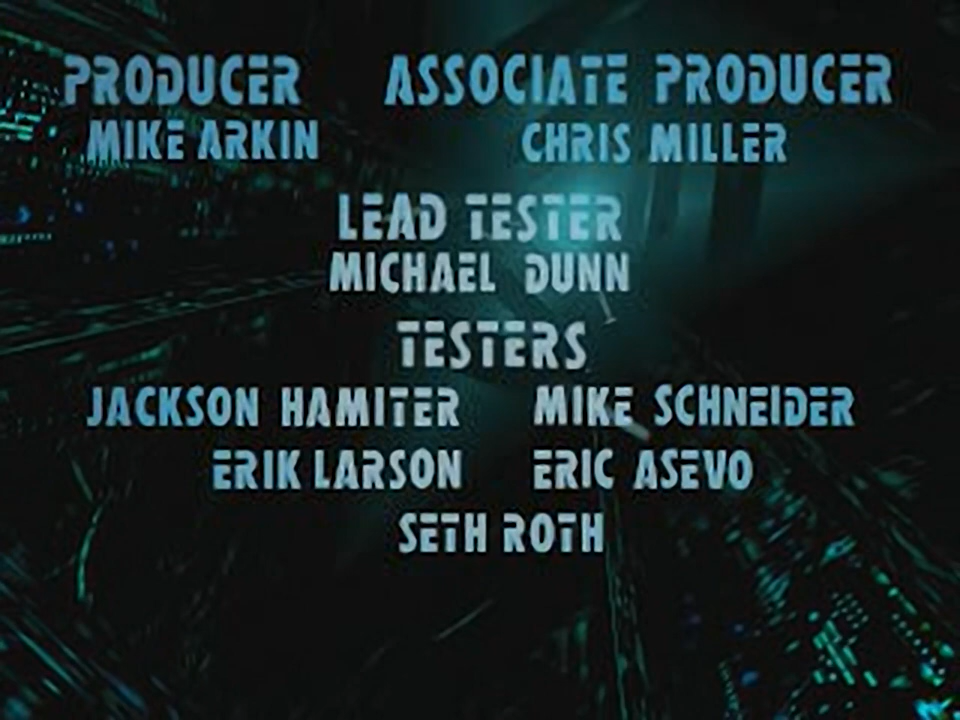 PRODUCER ASSOCIATE PRODUCER
MIKE ARKIN CHRIS MILLER
LEAD TESTER
MICHAEL DUNN
TESTERS
JACKSON HAMITER MIKE SCHNEIDER
ERIK LARSON ERIC ASEVO
SETH ROTH